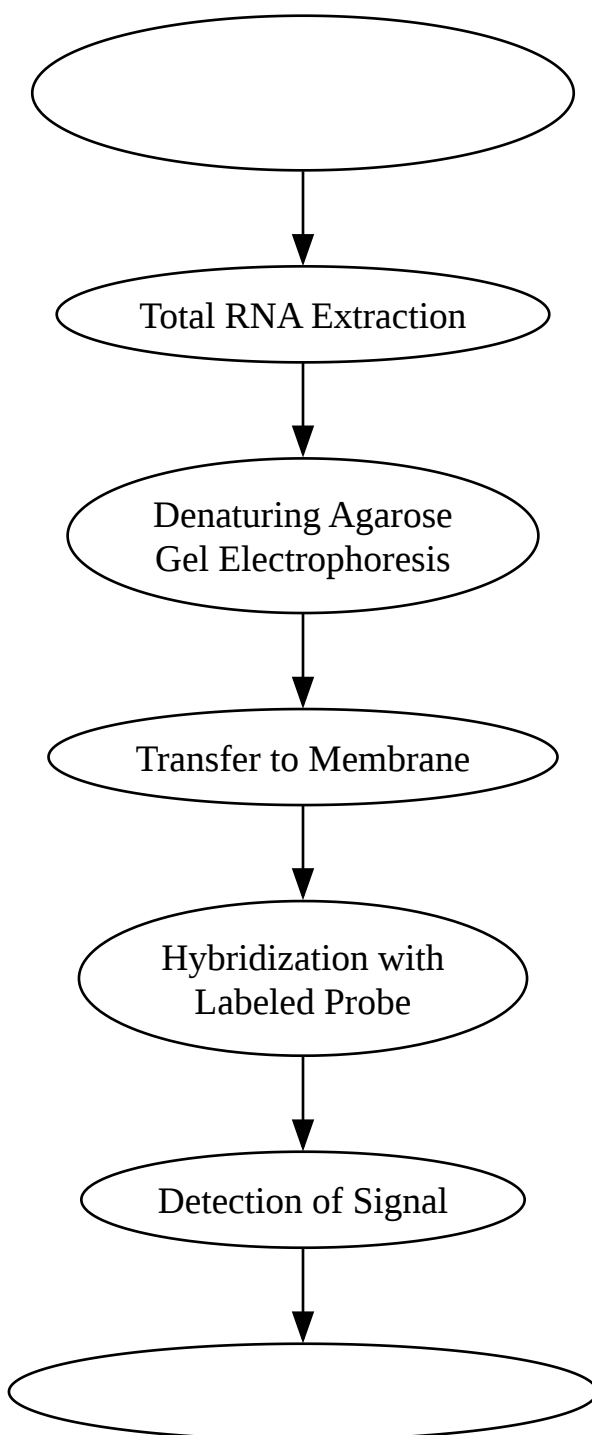 Total RNA Extraction
Denaturing Agarose
Gel Electrophoresis
Transfer to Membrane
Hybridization with
Labeled Probe
Detection of Signal